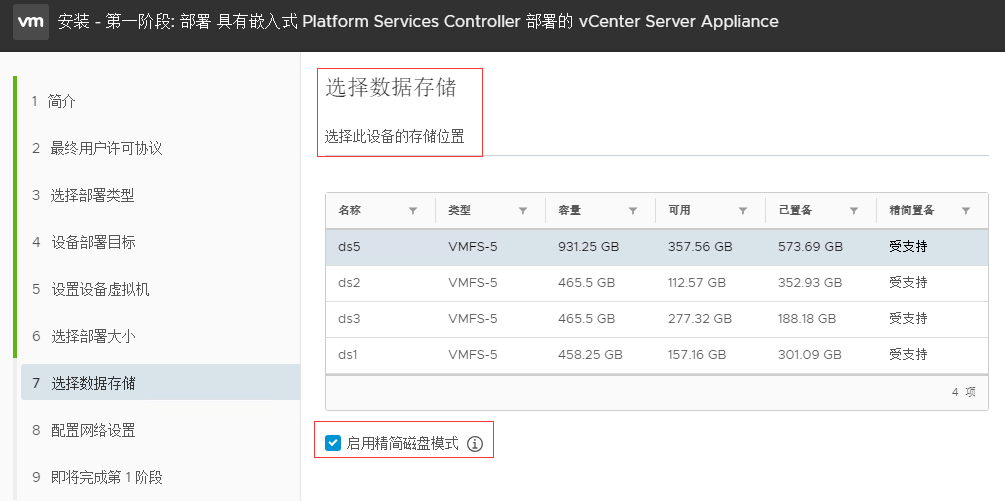 vm 安装 - 第一阶段: 部署 具有嵌入式 Platform Services Controller 部署的 vCenter Server Appliance
1 简介
2 最终用户许可协议
3 选择部署类型
4 设备部署目标
5 设置设备虚拟机
6 选择部署大小
7 选择数据存储
8 配置网络设置
9 即将完成第 1 阶段
选择数据存储
选择此设备的存储位置
名称 类型 容量 可用 已置备 精简置备
ds5 VMFS-5 931.25 GB 357.56 GB 573.69 GB 受支持
ds2 VMFS-5 465.5 GB 112.57 GB 352.93 GB 受支持
ds3 VMFS-5 465.5 GB 277.32 GB 188.18 GB 受支持
ds1 VMFS-5 458.25 GB 157.16 GB 301.09 GB 受支持
4 项
启用精简磁盘模式